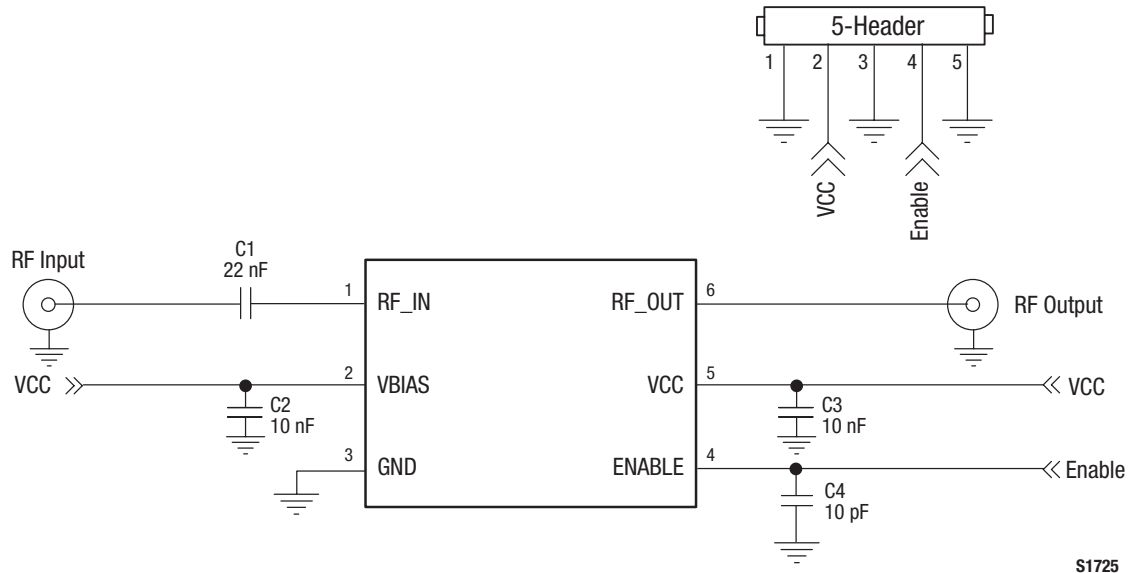 5-Header
1 2 3 4 5
VCC
Enable
RF Input
C1
22 nF
1
RF_IN
RF_OUT
6
RF Output
VCC
2
VBIAS
VCC
5
VCC
C2
10 nF
C3
10 nF
3
GND
ENABLE
4
Enable
C4
10 pF
S1725